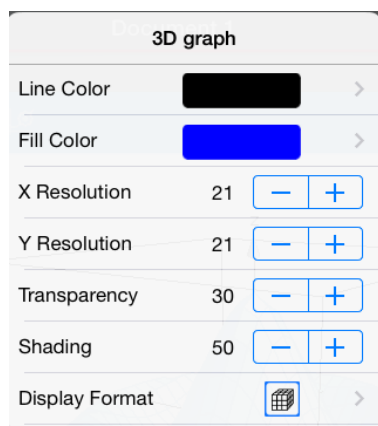 Document 1
3D graph
Line Color
Fill Color
X Resolution 21 − +
Y Resolution 21 − +
Transparency 30 − +
Shading 50 − +
Display Format